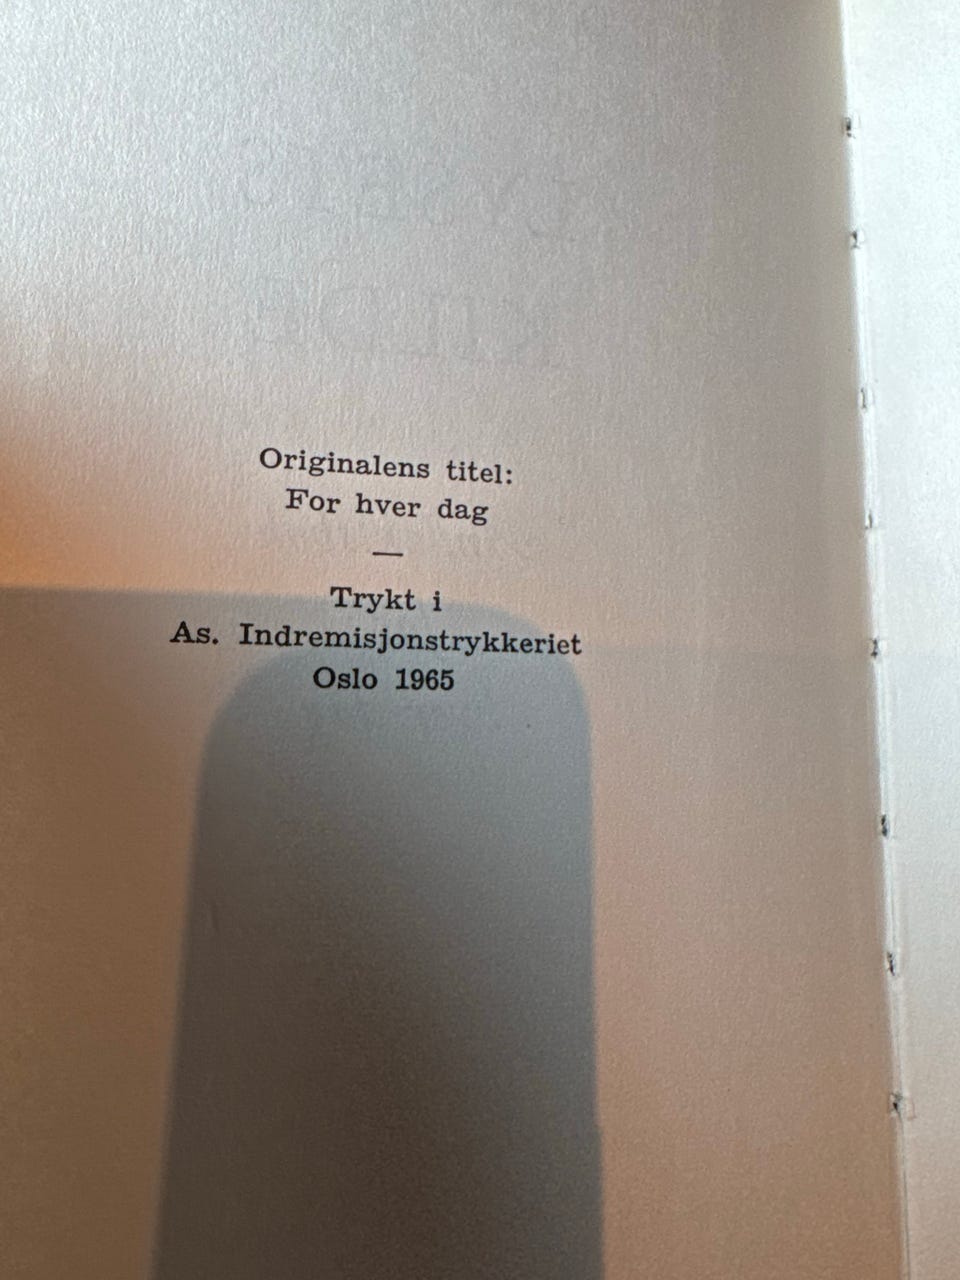 Originalens titel:
For hver dag
—
Trykt i
As. Indremisjonstrykkeriet
Oslo 1965